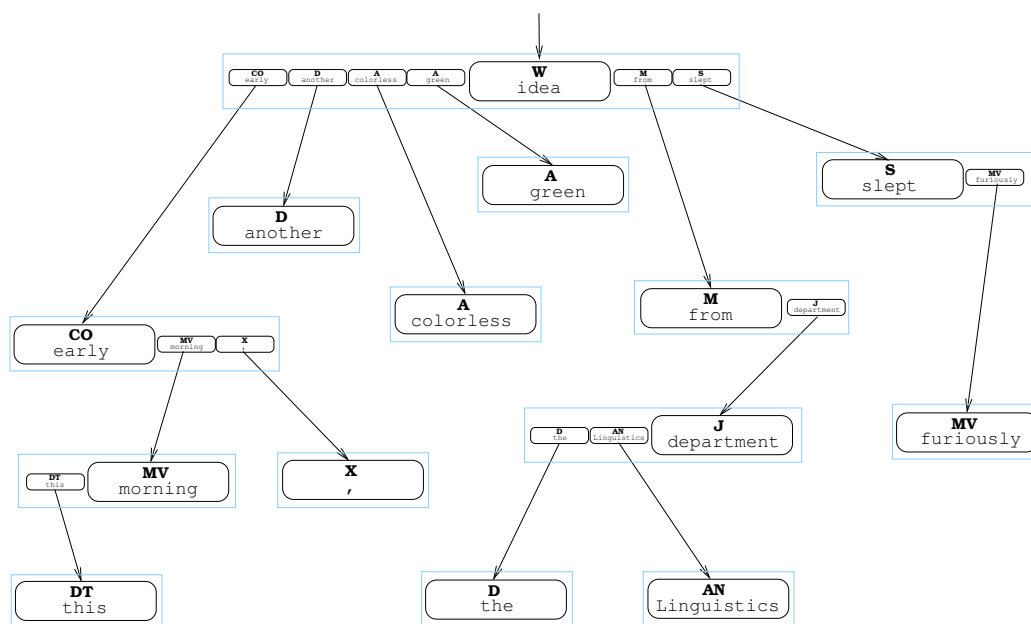 CO
early
D
another
A
colorless
A
green
W
idea
M
from
S
slept
A
green
S
slept
MV
furiously
D
another
A
colorless
M
from
J
department
CO
early
MV
morning
X
,
D
the
AN
Linguistics
J
department
MV
furiously
DT
this
MV
morning
X
,
DT
this
D
the
AN
Linguistics